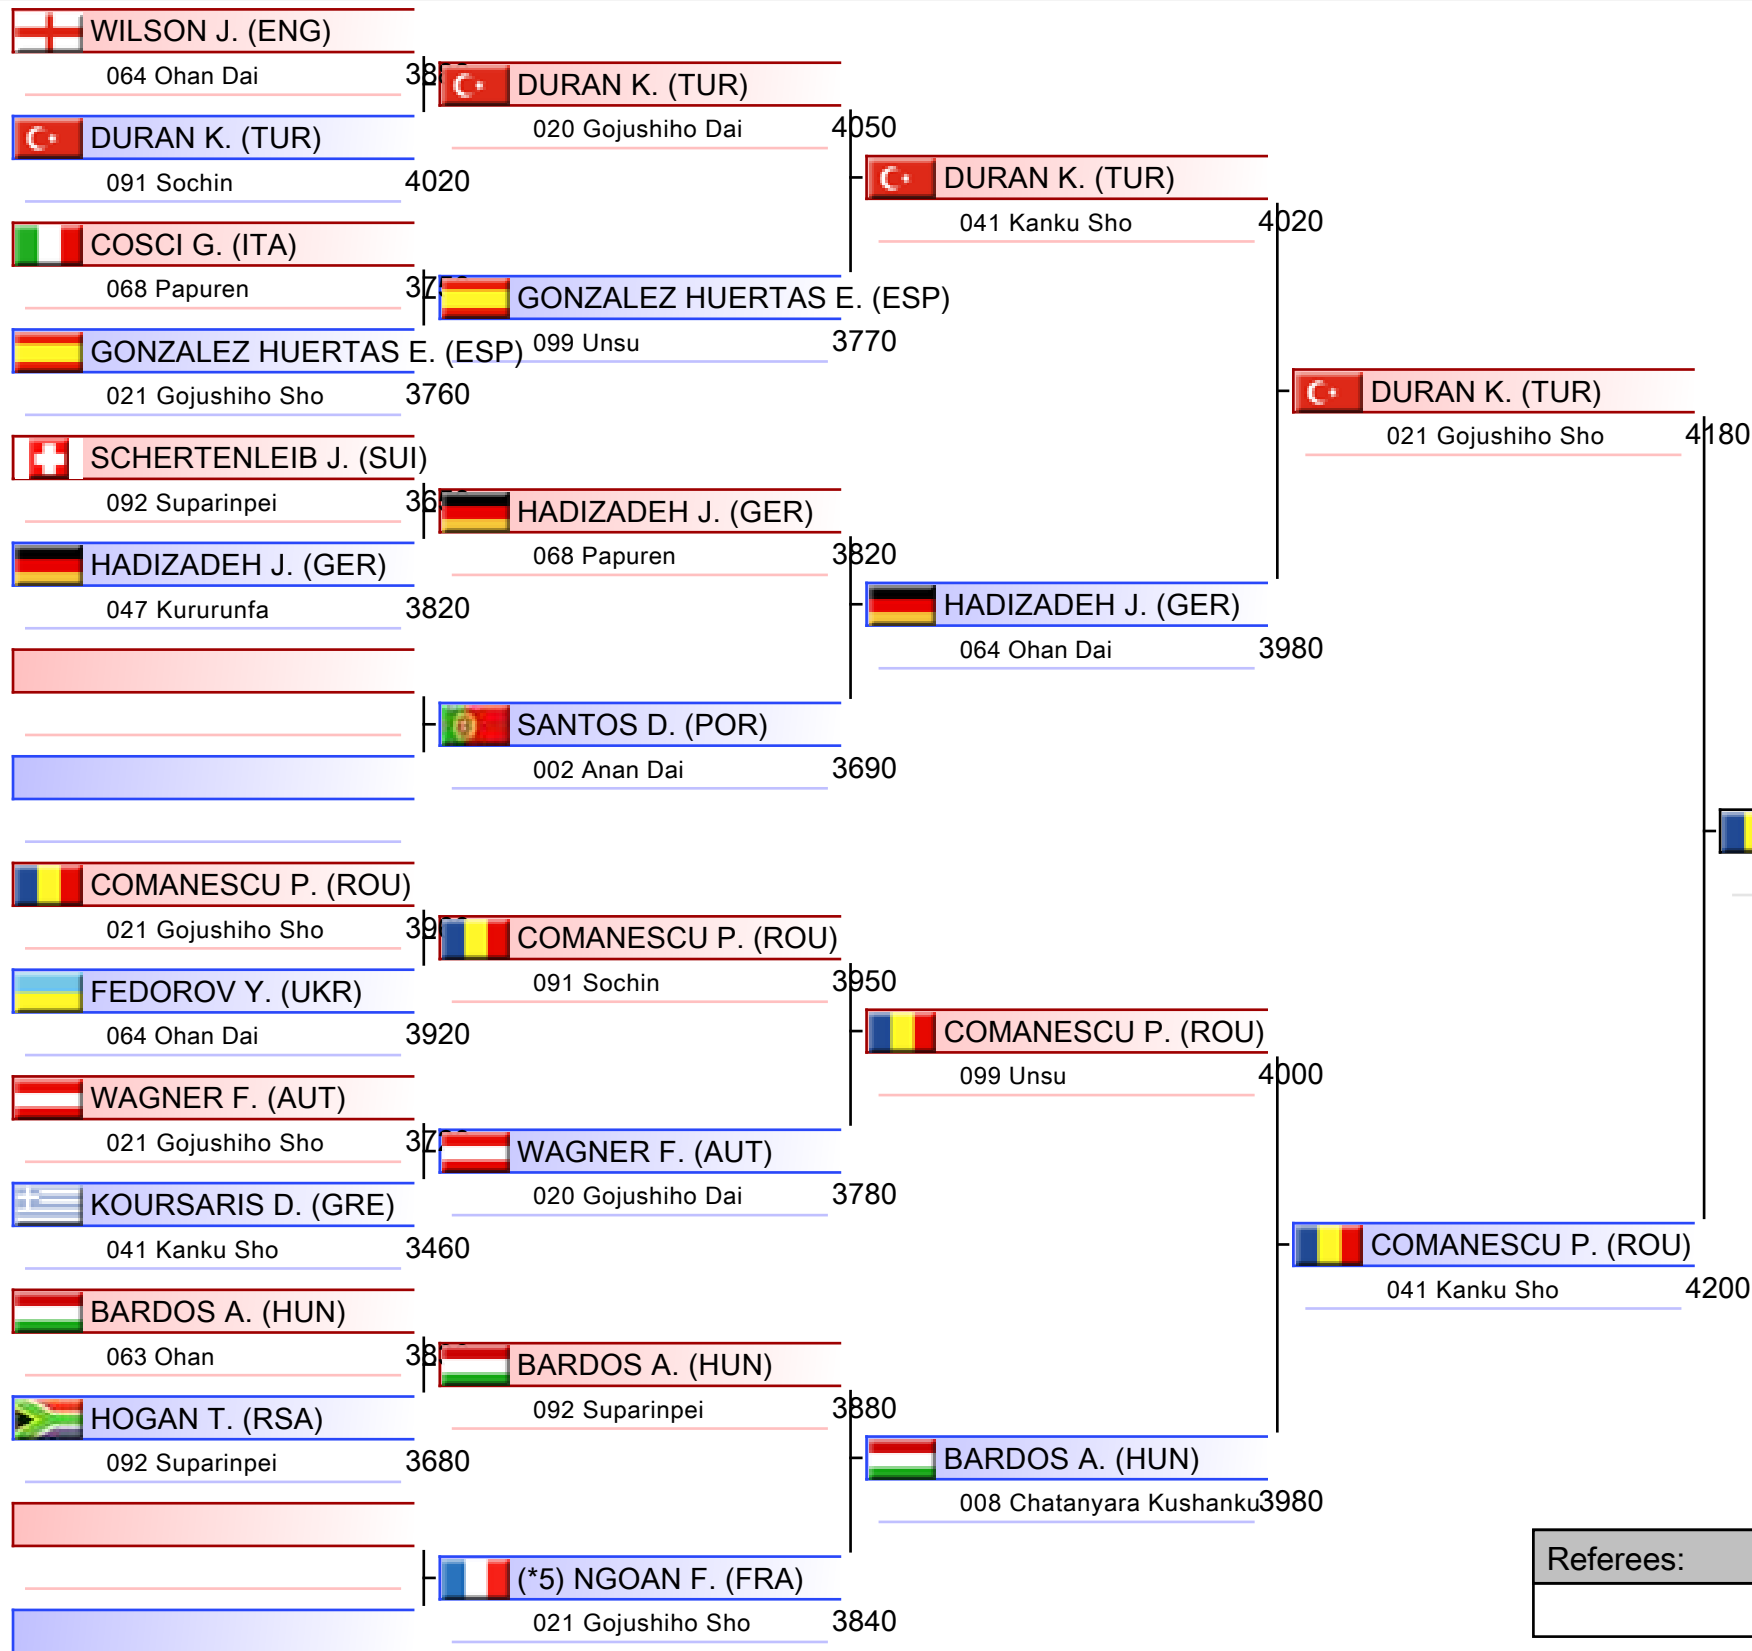 WILSON J. (ENG)
064 Ohan Dai
DURAN K. (TUR)
091 Sochin 4020
COSCI G. (ITA)
068 Papuren
GONZALEZ HUERTAS E. (ESP)
021 Gojushiho Sho 3760
SCHERTENLEIB J. (SUI)
092 Suparinpei
HADIZADEH J. (GER)
047 Kururunfa 3820
COMANESCU P. (ROU)
021 Gojushiho Sho
FEDOROV Y. (UKR)
064 Ohan Dai 3920
WAGNER F. (AUT)
021 Gojushiho Sho
KOURSARIS D. (GRE)
041 Kanku Sho 3460
BARDOS A. (HUN)
063 Ohan
HOGAN T. (RSA)
092 Suparinpei 3680
DURAN K. (TUR)
020 Gojushiho Dai 4050
GONZALEZ HUERTAS E. (ESP)
099 Unsu 3770
HADIZADEH J. (GER)
068 Papuren 3820
SANTOS D. (POR)
002 Anan Dai 3690
COMANESCU P. (ROU)
091 Sochin 3950
WAGNER F. (AUT)
020 Gojushiho Dai 3780
BARDOS A. (HUN)
092 Suparinpei 3880
(*5) NGOAN F. (FRA)
021 Gojushiho Sho 3840
DURAN K. (TUR)
041 Kanku Sho 4020
HADIZADEH J. (GER)
064 Ohan Dai 3980
COMANESCU P. (ROU)
099 Unsu 4000
BARDOS A. (HUN)
008 Chatanyara Kushanku 3980
DURAN K. (TUR)
021 Gojushiho Sho 4180
COMANESCU P. (ROU)
041 Kanku Sho 4200
Referees: